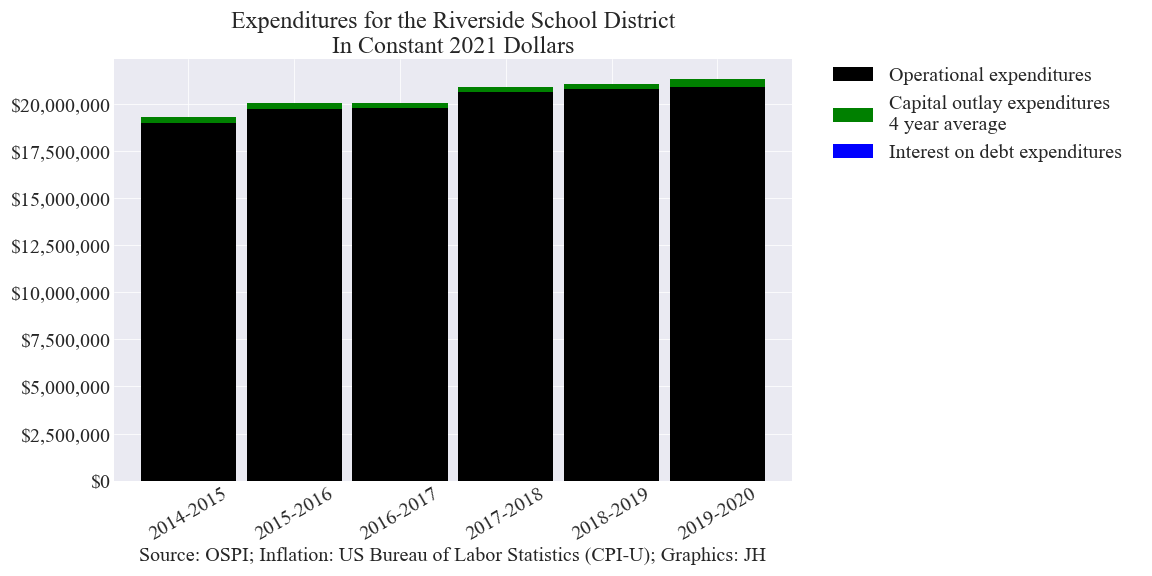 Expenditures for the Riverside School District
In Constant 2021 Dollars
$20,000,000
$17,500,000
$15,000,000
$12,500,000
$10,000,000
$7,500,000
$5,000,000
$2,500,000
$0
2014-2015
2015-2016
2016-2017
2017-2018
2018-2019
2019-2020
Source: OSPI; Inflation: US Bureau of Labor Statistics (CPI-U); Graphics: JH
Operational expenditures
Capital outlay expenditures
4 year average
Interest on debt expenditures